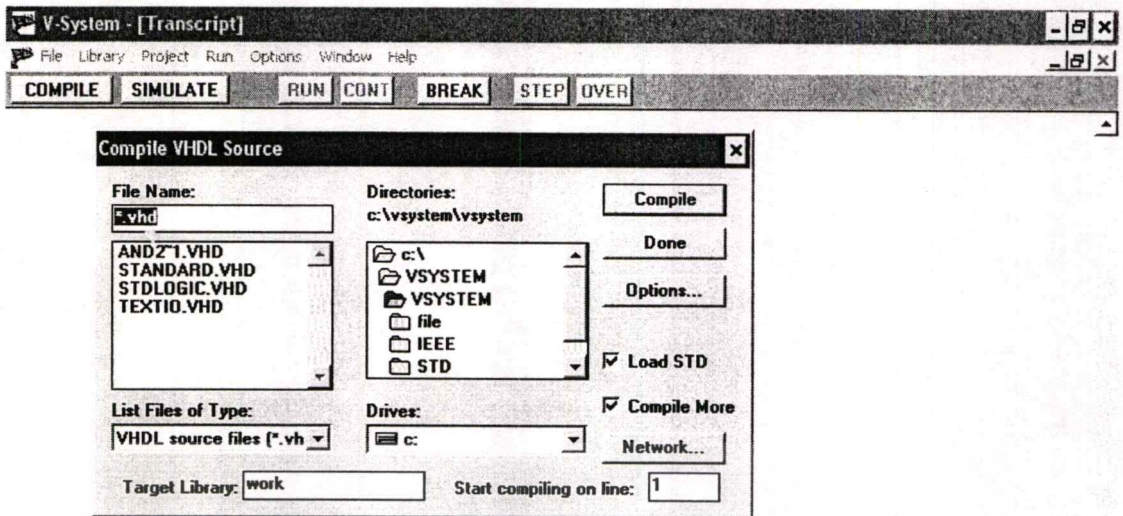 V-System - [Transcript]
File Library Project Run Options Window Help
COMPILE SIMULATE RUN CONT BREAK STEP OVER
Compile VHDL Source
File Name:
*.vhd
AND2~1.VHD
STANDARD.VHD
STDLOGIC.VHD
TEXTIO.VHD
List Files of Type:
VHDL source files (*.vh
Directories:
c:\vsystem\vsystem
c:\
VSYSTEM
VSYSTEM
file
IEEE
STD
Drives:
c:
Compile
Done
Options...
Load STD
Compile More
Network...
Target Library: work
Start compiling on line: 1